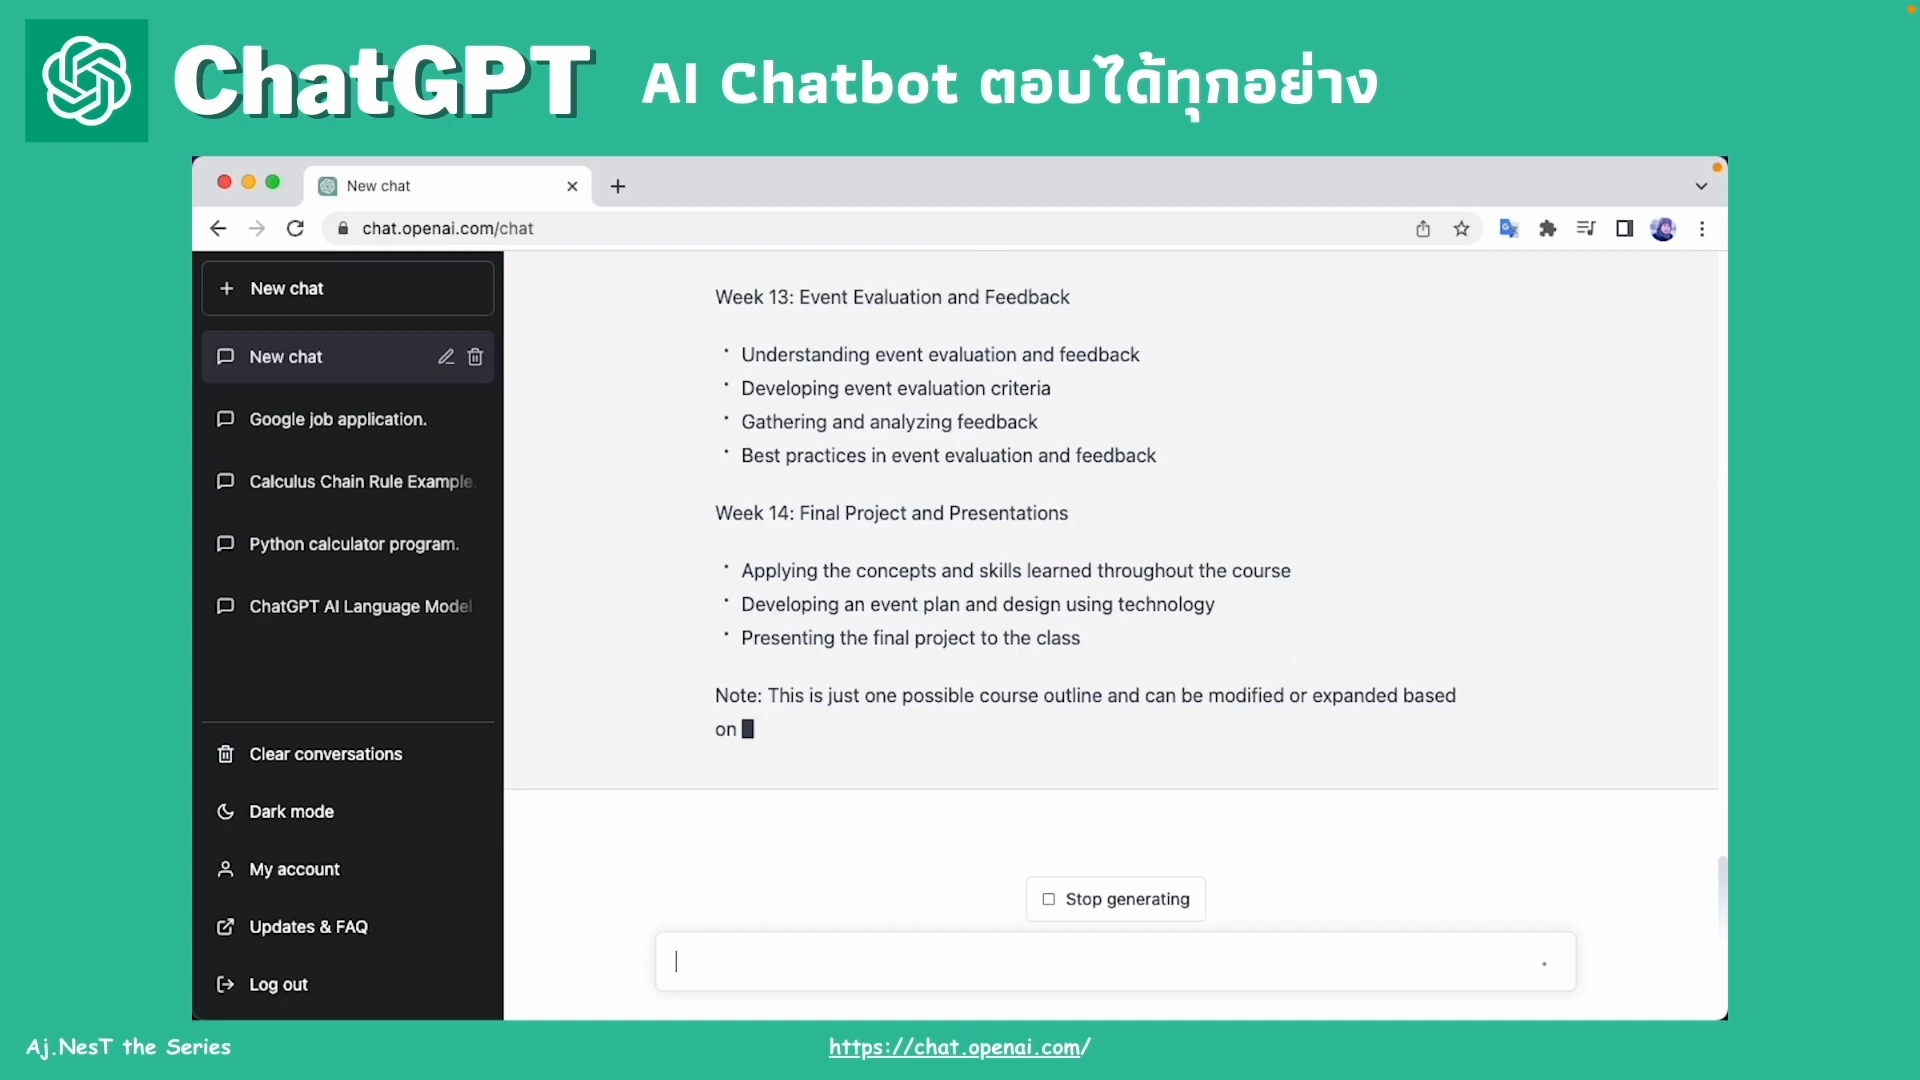 ChatGPT AI Chatbot ตอบได้ทุกอย่าง
New chat
chat.openai.com/chat
New chat
New chat
Google job application.
Calculus Chain Rule Example.
Python calculator program.
ChatGPT AI Language Model
Clear conversations
Dark mode
My account
Updates & FAQ
Log out
Week 13: Event Evaluation and Feedback
· Understanding event evaluation and feedback
· Developing event evaluation criteria
· Gathering and analyzing feedback
· Best practices in event evaluation and feedback
Week 14: Final Project and Presentations
· Applying the concepts and skills learned throughout the course
· Developing an event plan and design using technology
· Presenting the final project to the class
Note: This is just one possible course outline and can be modified or expanded based
on
Stop generating
Aj.NesT the Series
https://chat.openai.com/